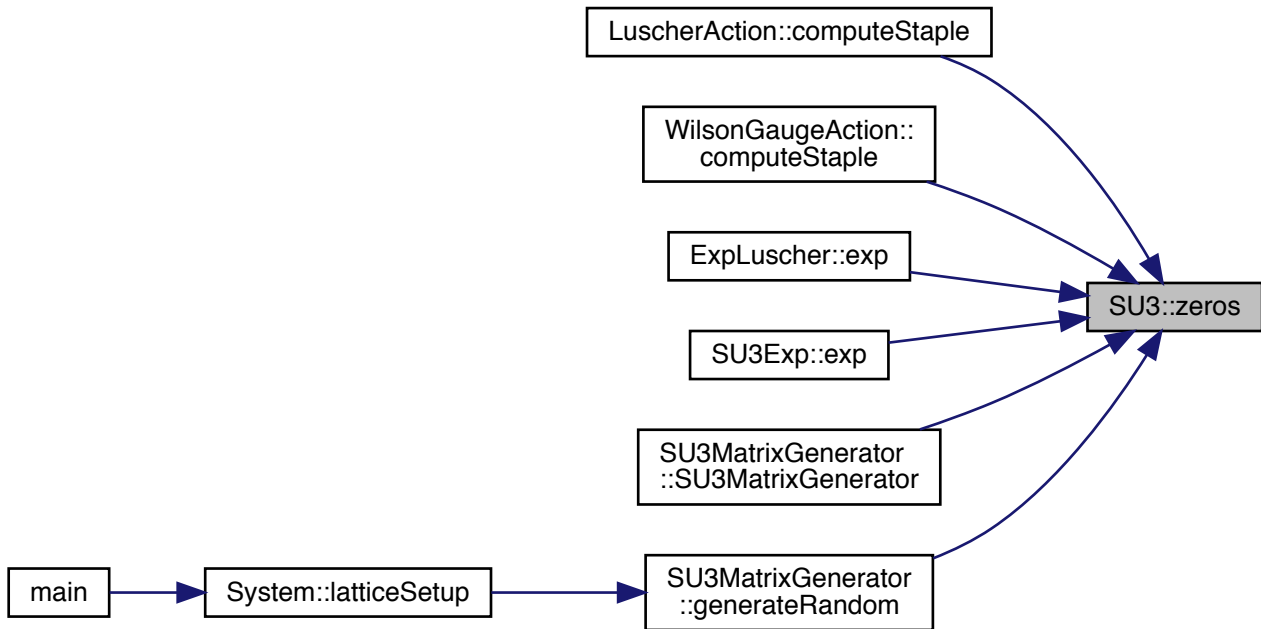 LuscherAction::computeStaple
WilsonGaugeAction::
computeStaple
ExpLuscher::exp
SU3::zeros
SU3Exp::exp
SU3MatrixGenerator
::SU3MatrixGenerator
main
System::latticeSetup
SU3MatrixGenerator
::generateRandom